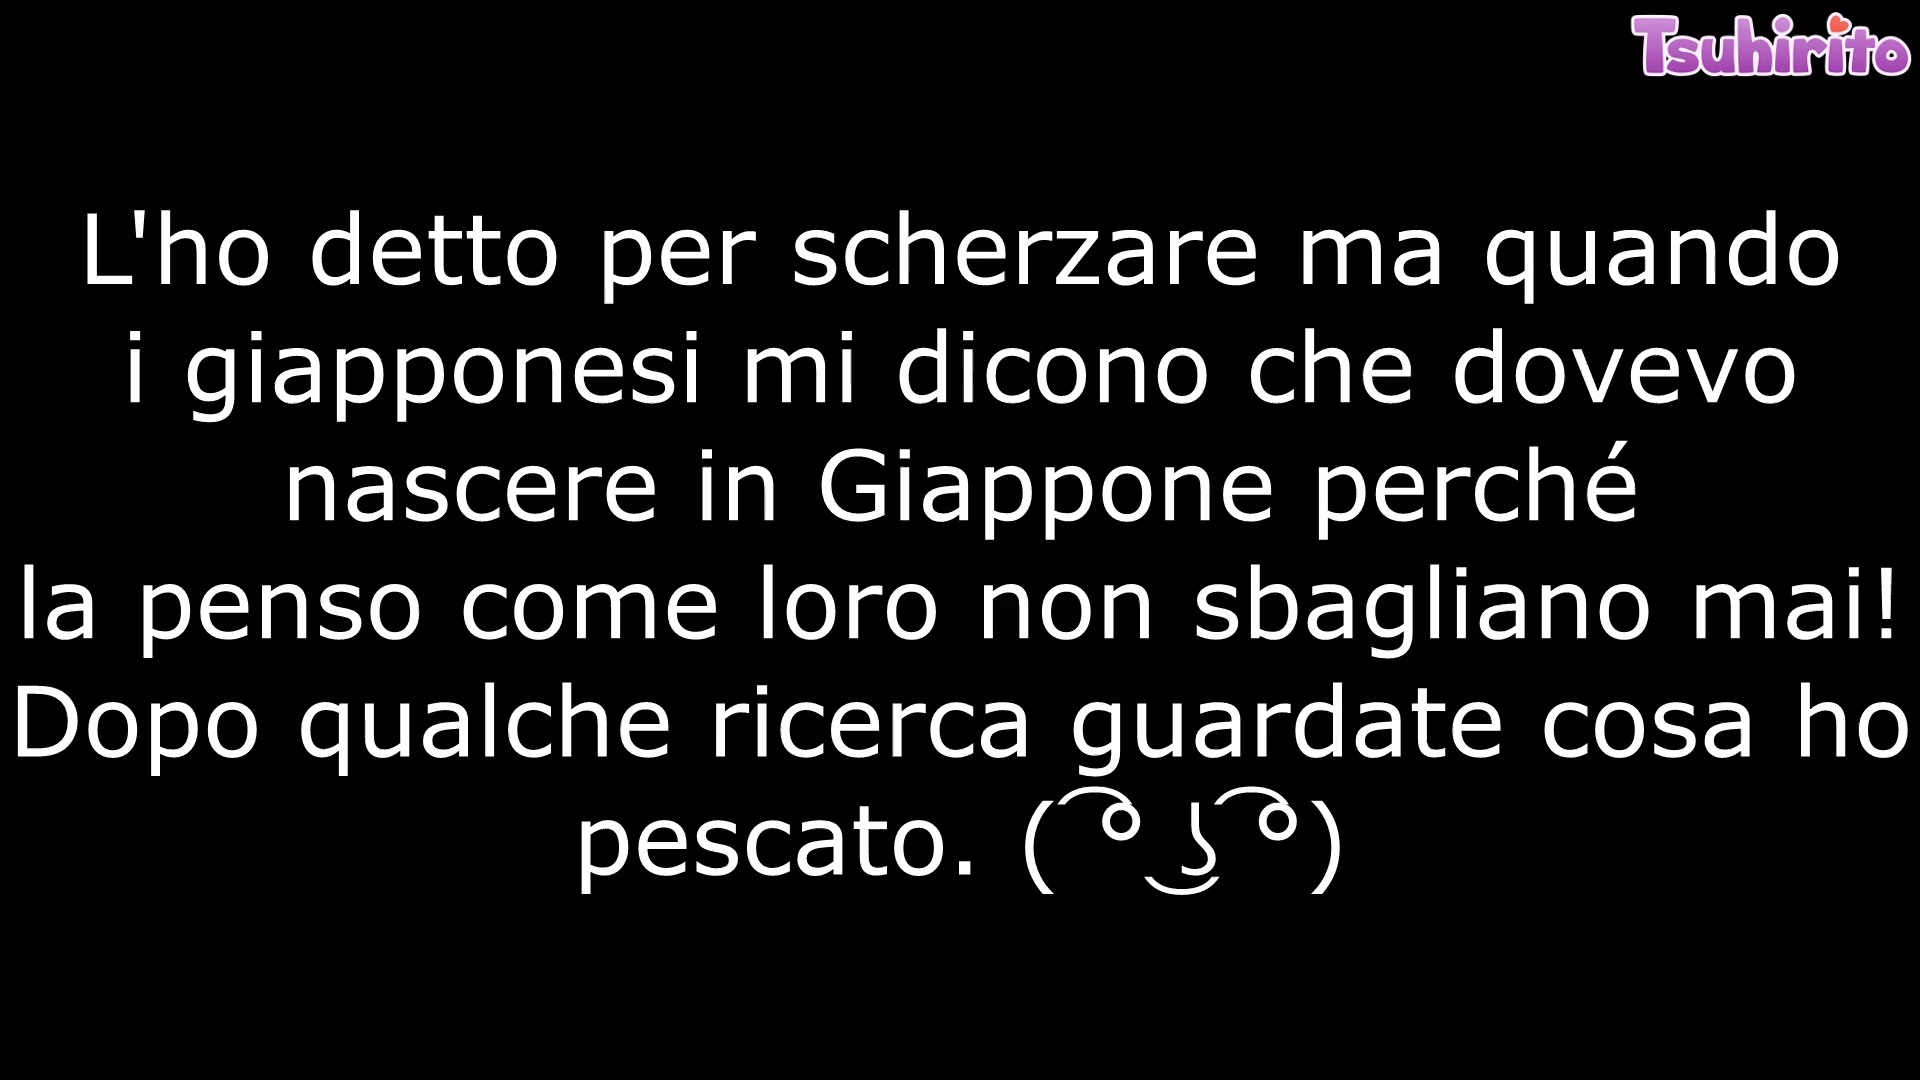 Tsuhirito
L'ho detto per scherzare ma quando
i giapponesi mi dicono che dovevo
nascere in Giappone perché
la penso come loro non sbagliano mai!
Dopo qualche ricerca guardate cosa ho
pescato. ( ͡° ͜ʖ ͡°)